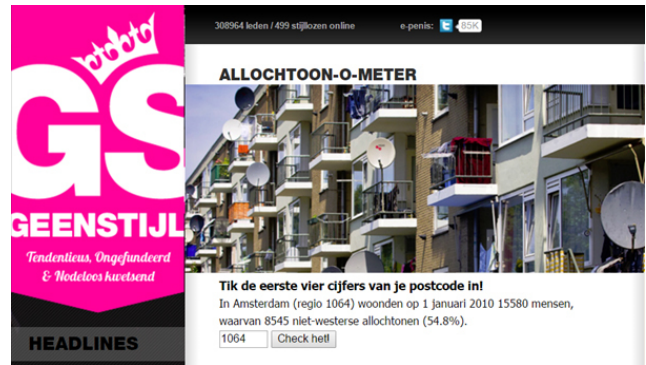 308964 leden / 499 stijllozen online
e-penis: 85K
GS
GEENSTIJL
Tendentieus, Ongefundeerd
& Nodeloos kwetsend
HEADLINES
ALLOCHTOON-O-METER
Tik de eerste vier cijfers van je postcode in!
In Amsterdam (regio 1064) woonden op 1 januari 2010 15580 mensen,
waarvan 8545 niet-westerse allochtonen (54.8%).
1064 Check het!